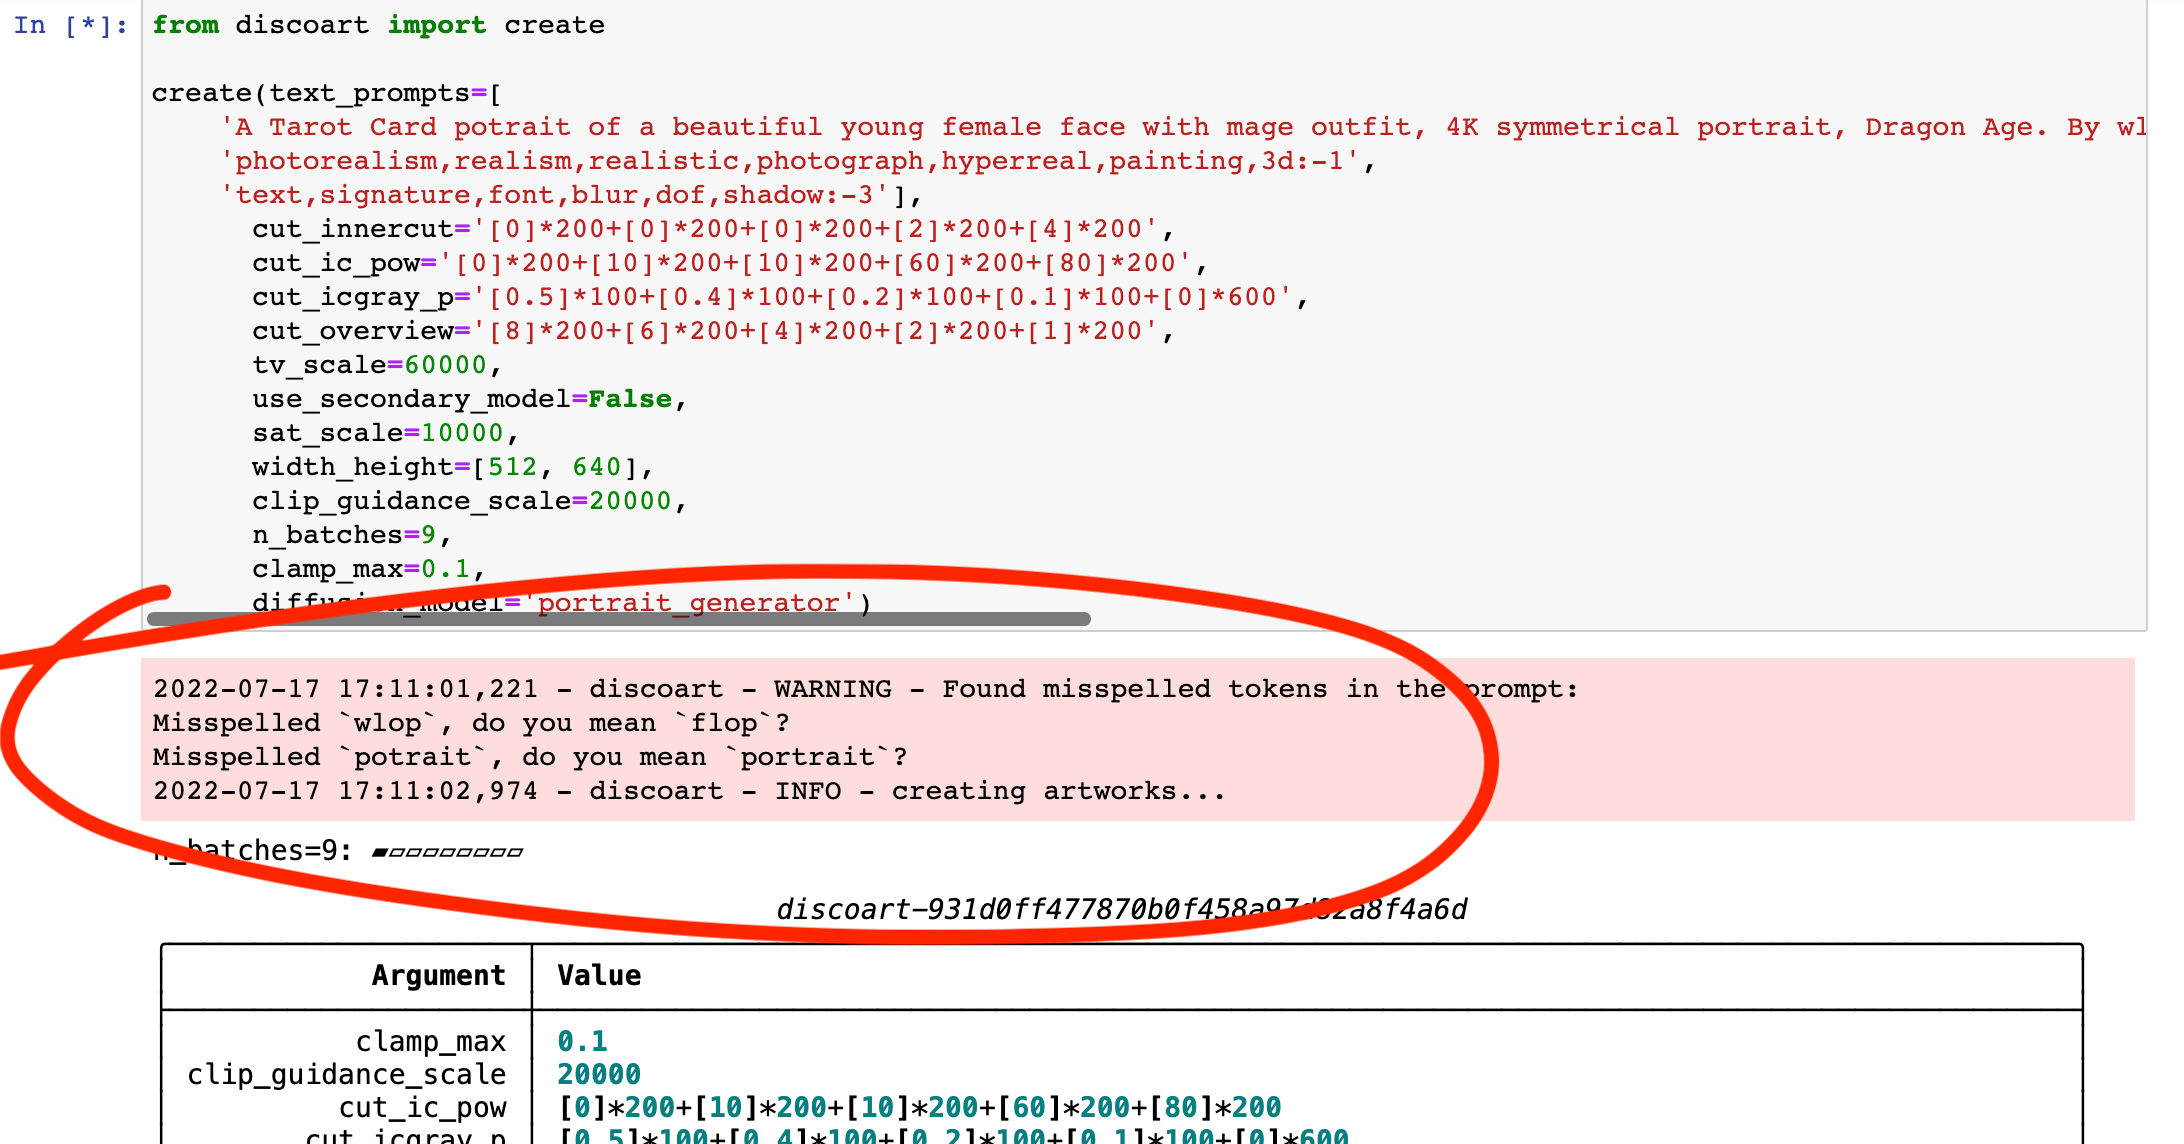 In [*]: from discoart import create
create(text_prompts=[
'A Tarot Card potrait of a beautiful young female face with mage outfit, 4K symmetrical portrait, Dragon Age. By wl
'photorealism,realism,realistic,photograph,hyperreal,painting,3d:-1',
'text,signature,font,blur,dof,shadow:-3'],
cut_innercut='[0]*200+[0]*200+[0]*200+[2]*200+[4]*200',
cut_ic_pow='[0]*200+[10]*200+[10]*200+[60]*200+[80]*200',
cut_icgray_p='[0.5]*100+[0.4]*100+[0.2]*100+[0.1]*100+[0]*600',
cut_overview='[8]*200+[6]*200+[4]*200+[2]*200+[1]*200',
tv_scale=60000,
use_secondary_model=False,
sat_scale=10000,
width_height=[512, 640],
clip_guidance_scale=20000,
n_batches=9,
clamp_max=0.1,
diffusion_model='portrait_generator')
2022-07-17 17:11:01,221 - discoart - WARNING - Found misspelled tokens in the prompt:
Misspelled `wlop`, do you mean `flop`?
Misspelled `potrait`, do you mean `portrait`?
2022-07-17 17:11:02,974 - discoart - INFO - creating artworks...
n_batches=9: ▰▱▱▱▱▱▱▱▱
discoart-931d0ff477870b0f458a97d82a8f4a6d
Argument Value
clamp_max 0.1
clip_guidance_scale 20000
cut_ic_pow [0]*200+[10]*200+[10]*200+[60]*200+[80]*200
cut_icgray_p [0.5]*100+[0.4]*100+[0.2]*100+[0.1]*100+[0]*600